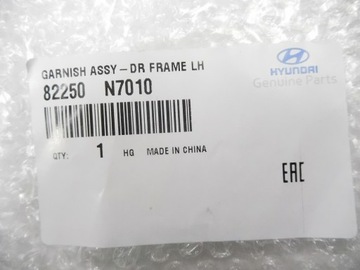 GARNISH ASSY-DR FRAME LH
82250 N7010
HYUNDAI
Genuine Parts
QTY: 1 HG MADE IN CHINA
EAC